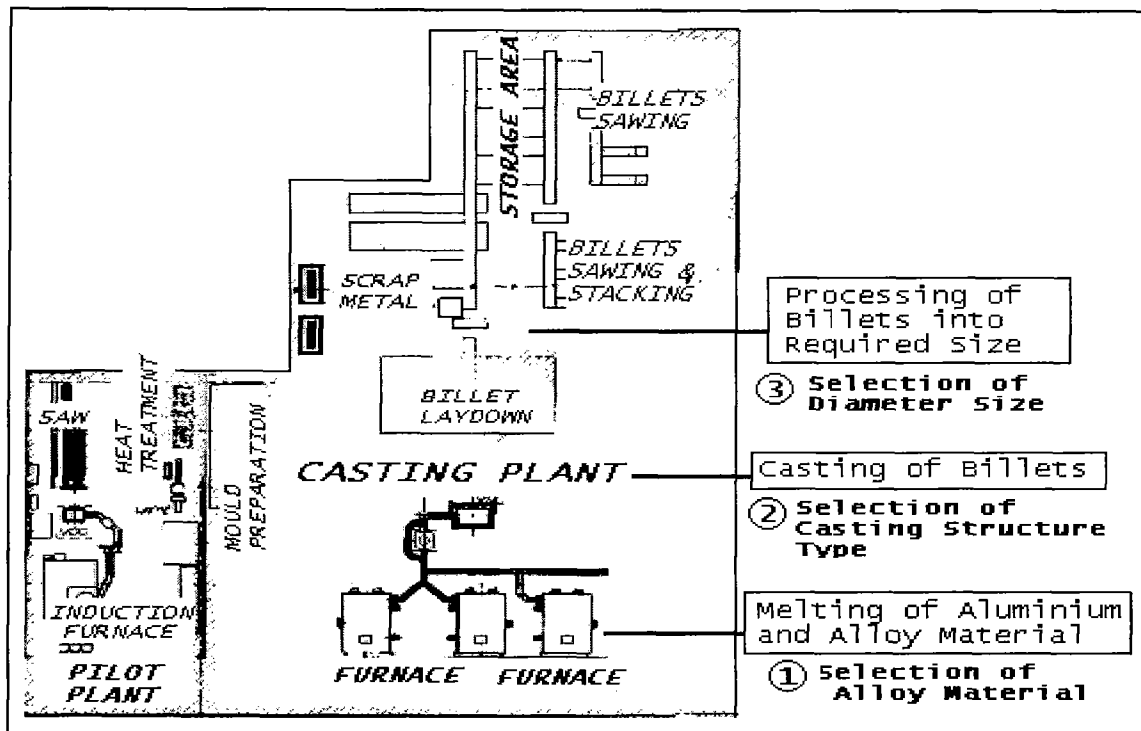 STORAGE AREA
BILLETS
SAWING
BILLETS
SAWING &
STACKING
SCRAP
METAL
Processing of
Billets into
Required Size
③ Selection of
Diameter Size
BILLET
LAYDOWN
SAW
HEAT
TREATMENT
MOULD
PREPARATION
CASTING PLANT
Casting of Billets
② Selection of
Casting Structure
Type
INDUCTION
FURNACE
PILOT
PLANT
FURNACE
FURNACE
Melting of Aluminium
and Alloy Material
① Selection of
Alloy Material